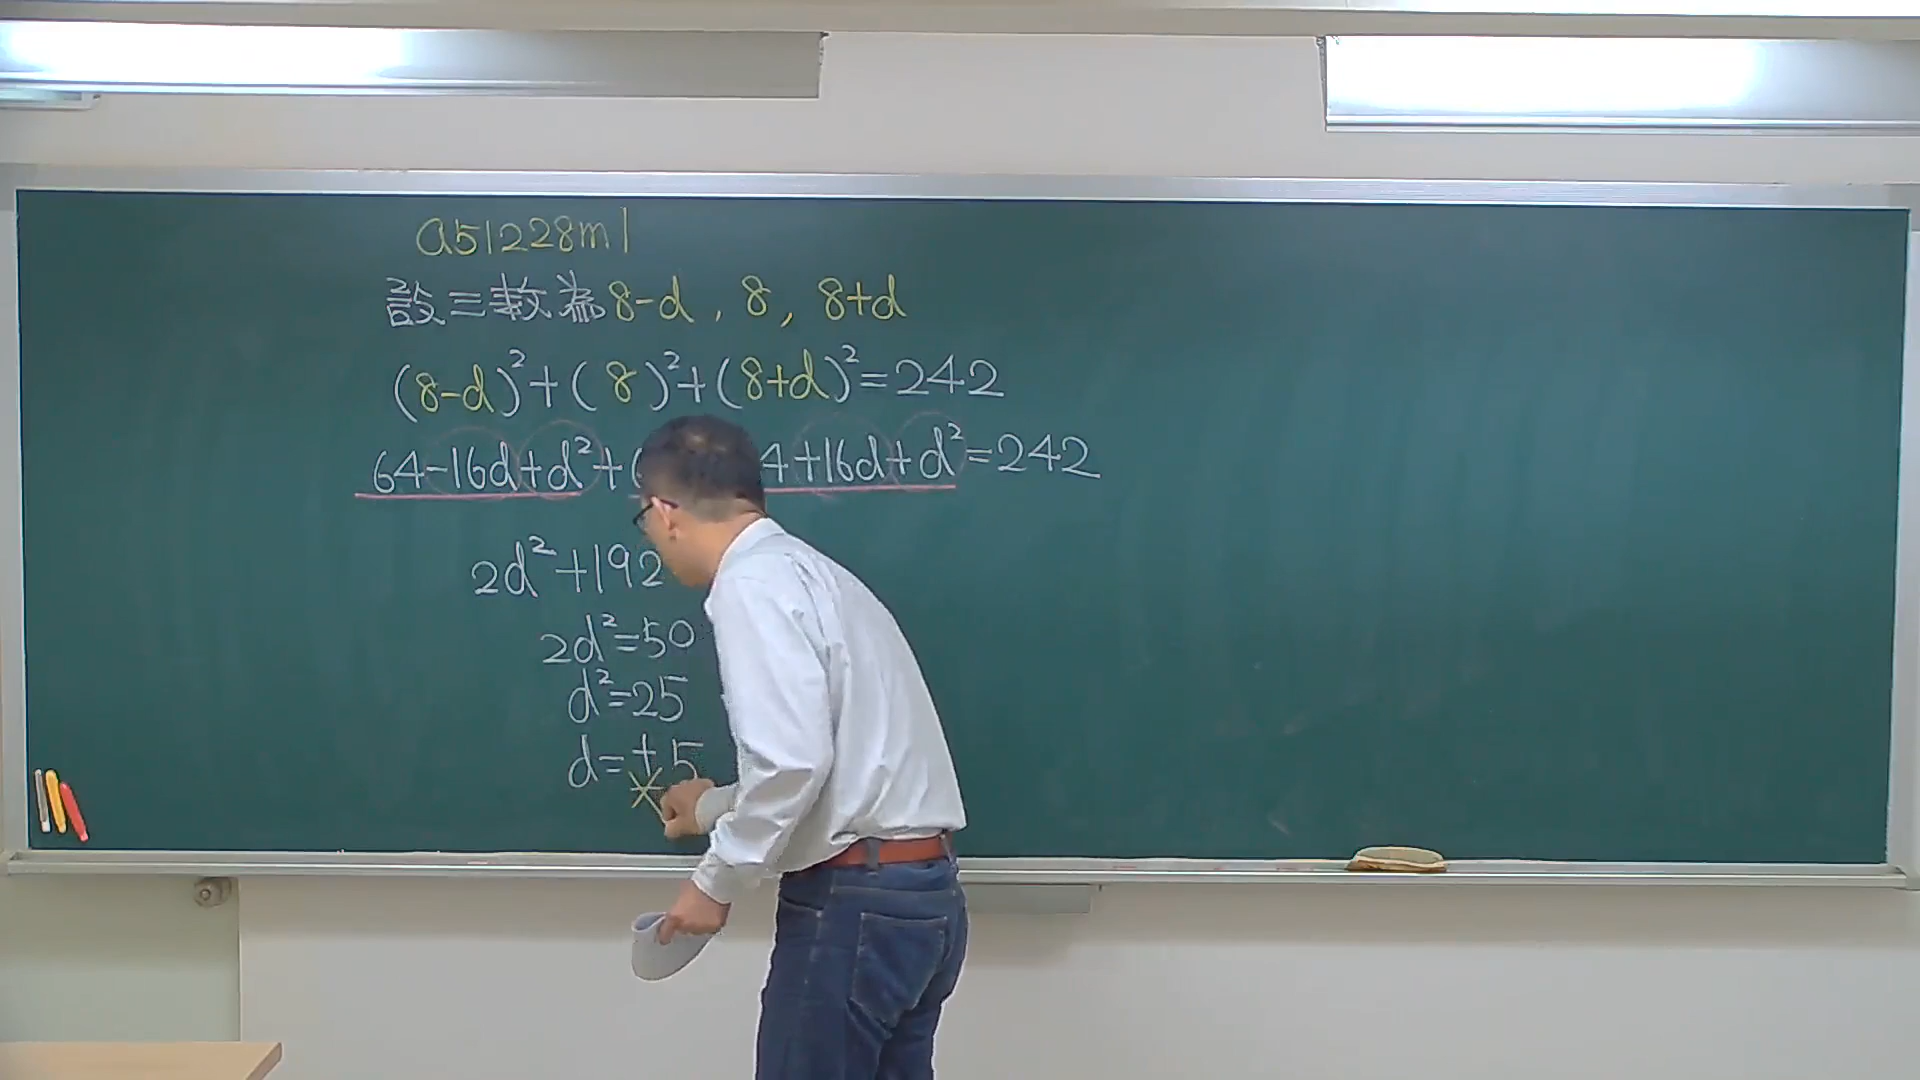 a51228m1
設三數為8-d, 8, 8+d
(8-d)²+(8)²+(8+d)²=242
64-16d+d²+ 4+16d+d²=242
2d²+192
2d²=50
d²=25
d=±5